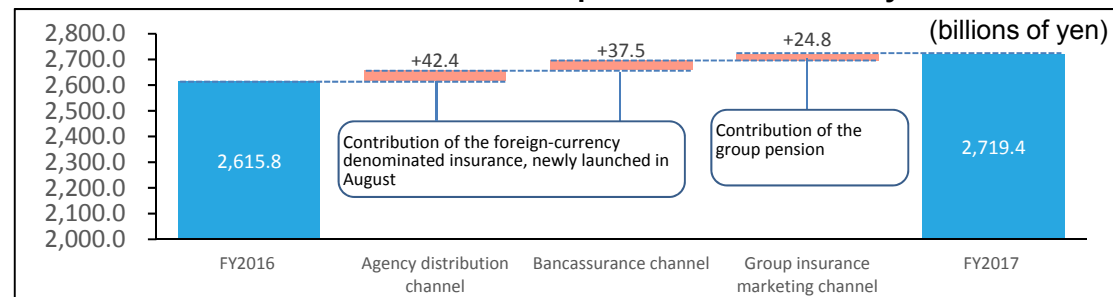 (billions of yen)
2,800.0
2,700.0
2,600.0
2,500.0
2,400.0
2,300.0
2,200.0
2,100.0
2,000.0
+42.4
+37.5
+24.8
2,615.8
Contribution of the foreign-currency
denominated insurance, newly launched in
August
Contribution of the
group pension
2,719.4
FY2016
Agency distribution
channel
Bancassurance channel
Group insurance
marketing channel
FY2017